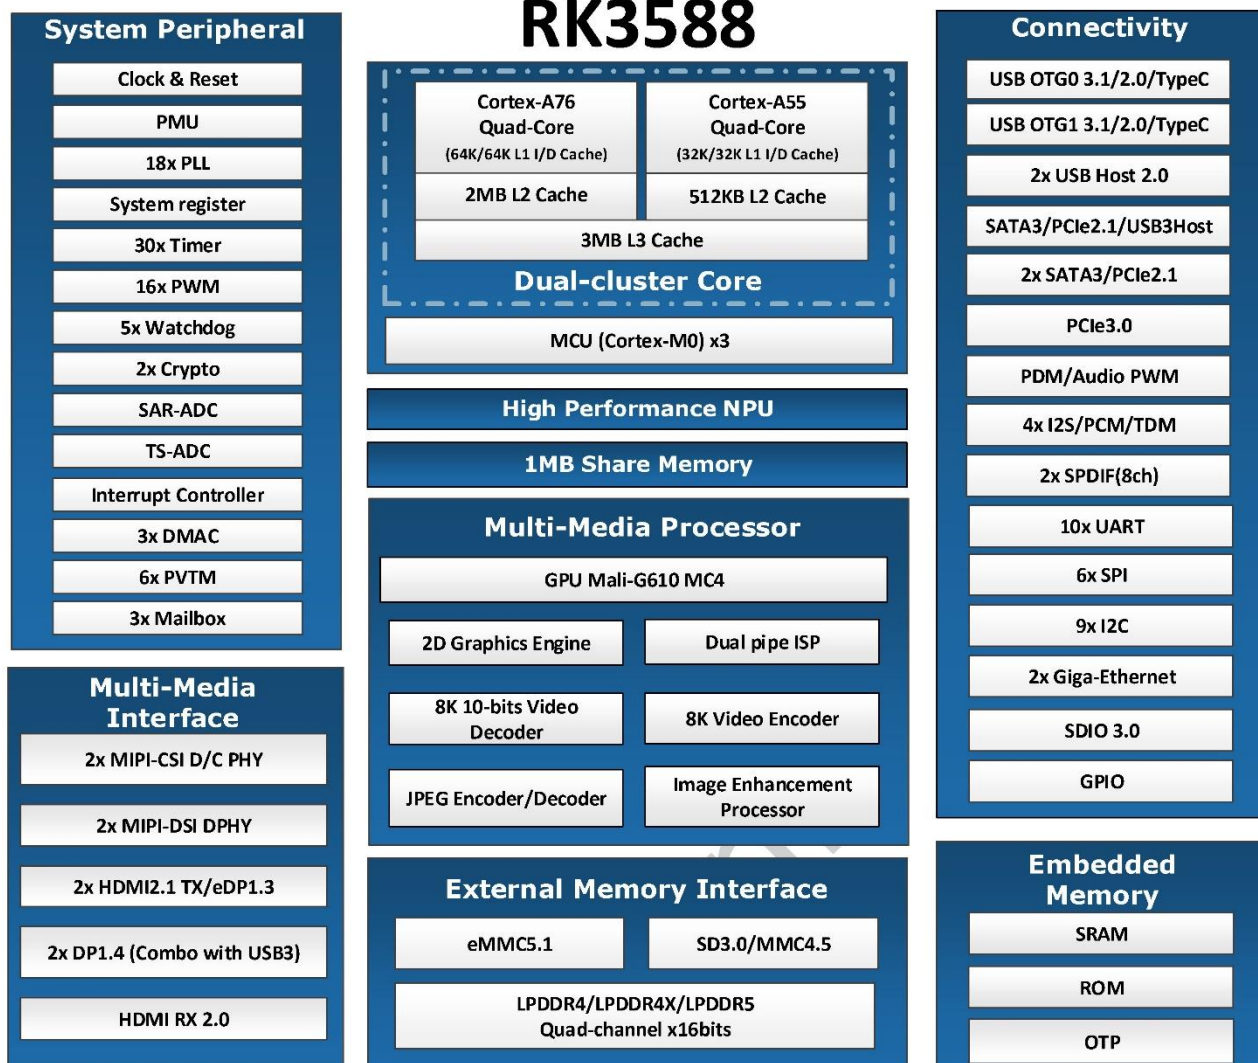 RK3588
System Peripheral
Clock & Reset
PMU
18x PLL
System register
30x Timer
16x PWM
5x Watchdog
2x Crypto
SAR-ADC
TS-ADC
Interrupt Controller
3x DMAC
6x PVTM
3x Mailbox
Multi-Media
Interface
2x MIPI-CSI D/C PHY
2x MIPI-DSI DPHY
2x HDMI2.1 TX/eDP1.3
2x DP1.4 (Combo with USB3)
HDMI RX 2.0
Cortex-A76
Quad-Core
(64K/64K L1 I/D Cache)
2MB L2 Cache
Cortex-A55
Quad-Core
(32K/32K L1 I/D Cache)
512KB L2 Cache
3MB L3 Cache
Dual-cluster Core
MCU (Cortex-M0) x3
High Performance NPU
1MB Share Memory
Multi-Media Processor
GPU Mali-G610 MC4
2D Graphics Engine
Dual pipe ISP
8K 10-bits Video
Decoder
8K Video Encoder
JPEG Encoder/Decoder
Image Enhancement
Processor
External Memory Interface
eMMC5.1
SD3.0/MMC4.5
LPDDR4/LPDDR4X/LPDDR5
Quad-channel x16bits
Connectivity
USB OTG0 3.1/2.0/TypeC
USB OTG1 3.1/2.0/TypeC
2x USB Host 2.0
SATA3/PCIe2.1/USB3Host
2x SATA3/PCIe2.1
PCIe3.0
PDM/Audio PWM
4x I2S/PCM/TDM
2x SPDIF(8ch)
10x UART
6x SPI
9x I2C
2x Giga-Ethernet
SDIO 3.0
GPIO
Embedded
Memory
SRAM
ROM
OTP